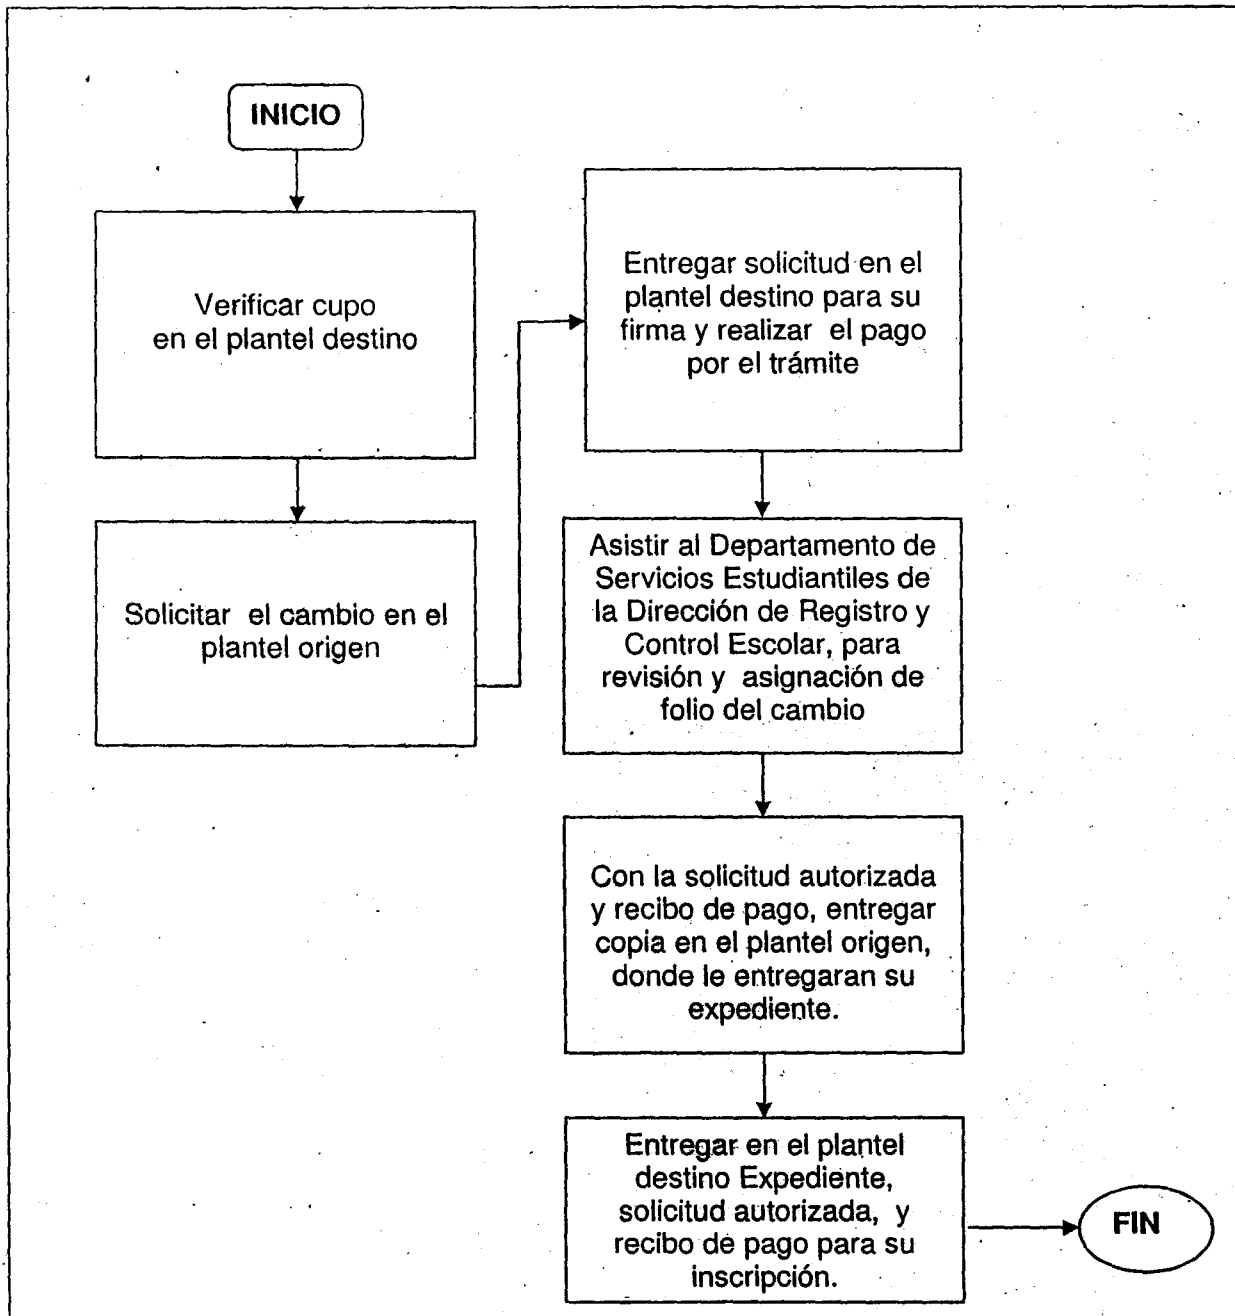 INICIO
Verificar cupo
en el plantel destino
Solicitar el cambio en el
plantel origen
Entregar solicitud en el
plantel destino para su
firma y realizar el pago
por el trámite
Asistir al Departamento de
Servicios Estudiantiles de
la Dirección de Registro y
Control Escolar, para
revisión y asignación de
folio del cambio
Con la solicitud autorizada
y recibo de pago, entregar
copia en el plantel origen,
donde le entregaran su
expediente.
Entregar en el plantel
destino Expediente,
solicitud autorizada, y
recibo de pago para su
inscripción.
FIN